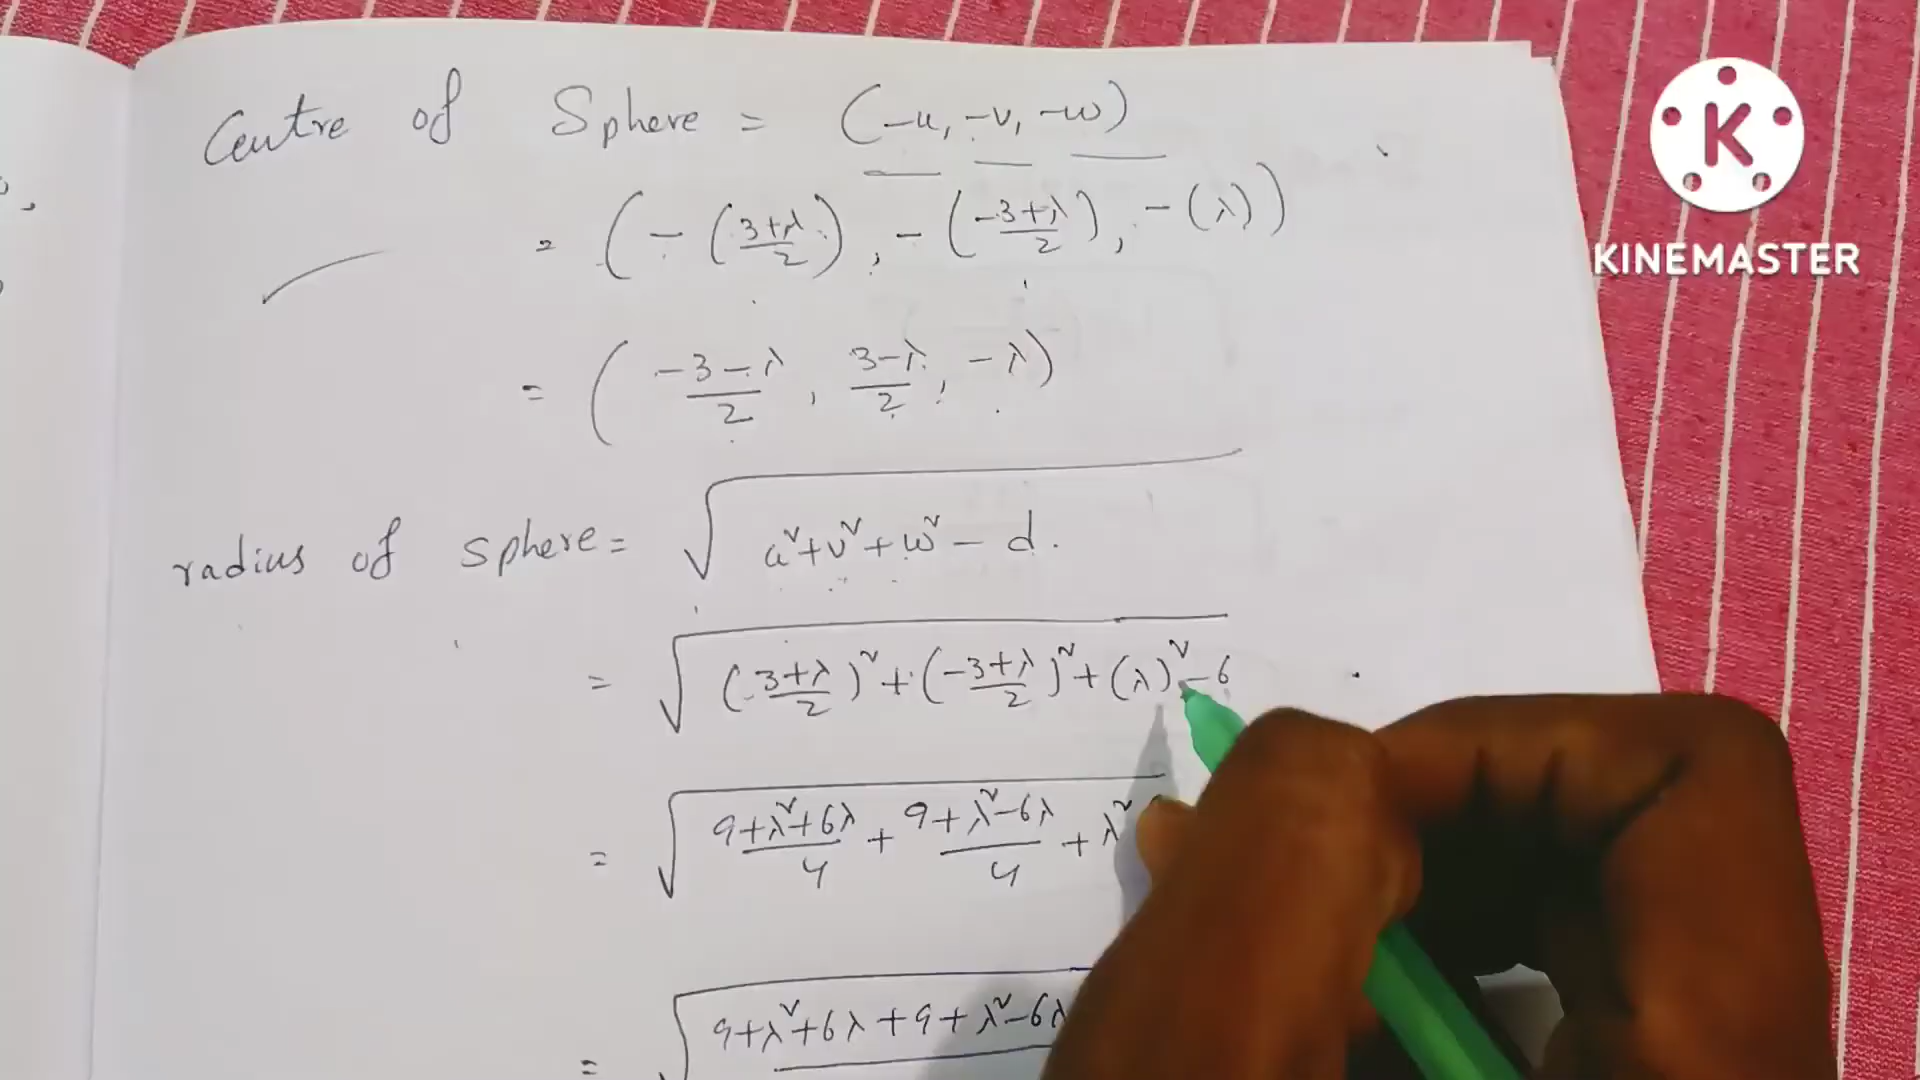 Centre of Sphere = (-u, -v, -w)
= (-(3+λ/2), -(-3+λ/2), -(λ))
= (-3-λ/2, 3-λ/2, -λ)
radius of sphere = √(u²+v²+w²-d).
= √((3+λ/2)²+(-3+λ/2)²+(λ)²-6)
= √(9+λ²+6λ/4 + 9+λ²-6λ/4 + λ²
= √(9+λ²+6λ+9+λ²-6λ
K
KINEMASTER